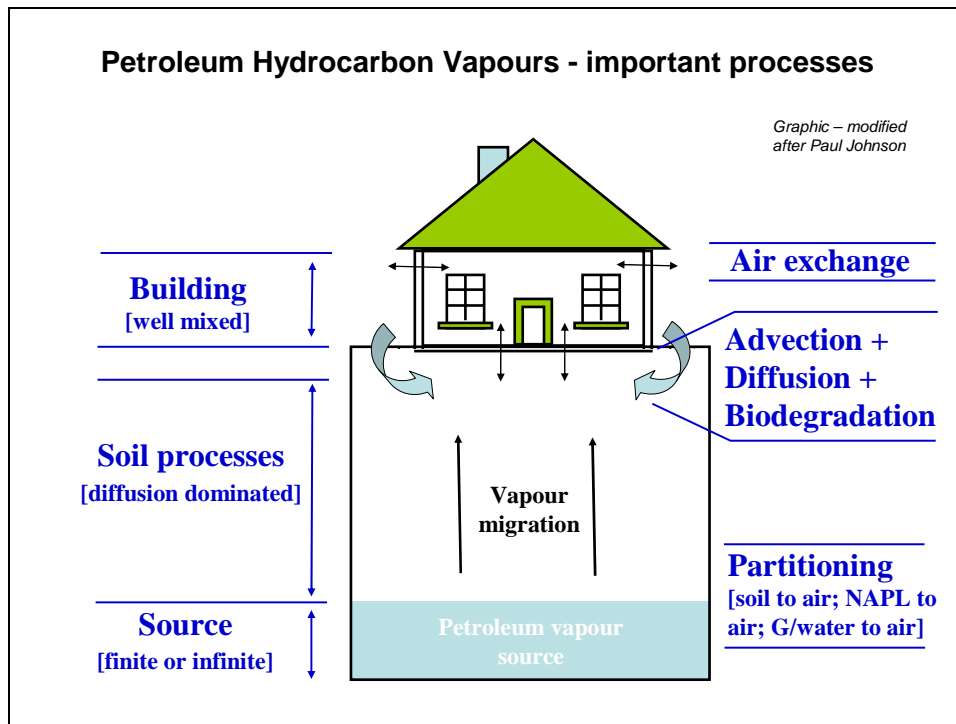 Petroleum Hydrocarbon Vapours - important processes
Graphic – modified
after Paul Johnson
Building
[well mixed]
Air exchange
Advection +
Diffusion +
Biodegradation
Soil processes
[diffusion dominated]
Vapour
migration
Source
[finite or infinite]
Petroleum vapour
source
Partitioning
[soil to air; NAPL to
air; G/water to air]